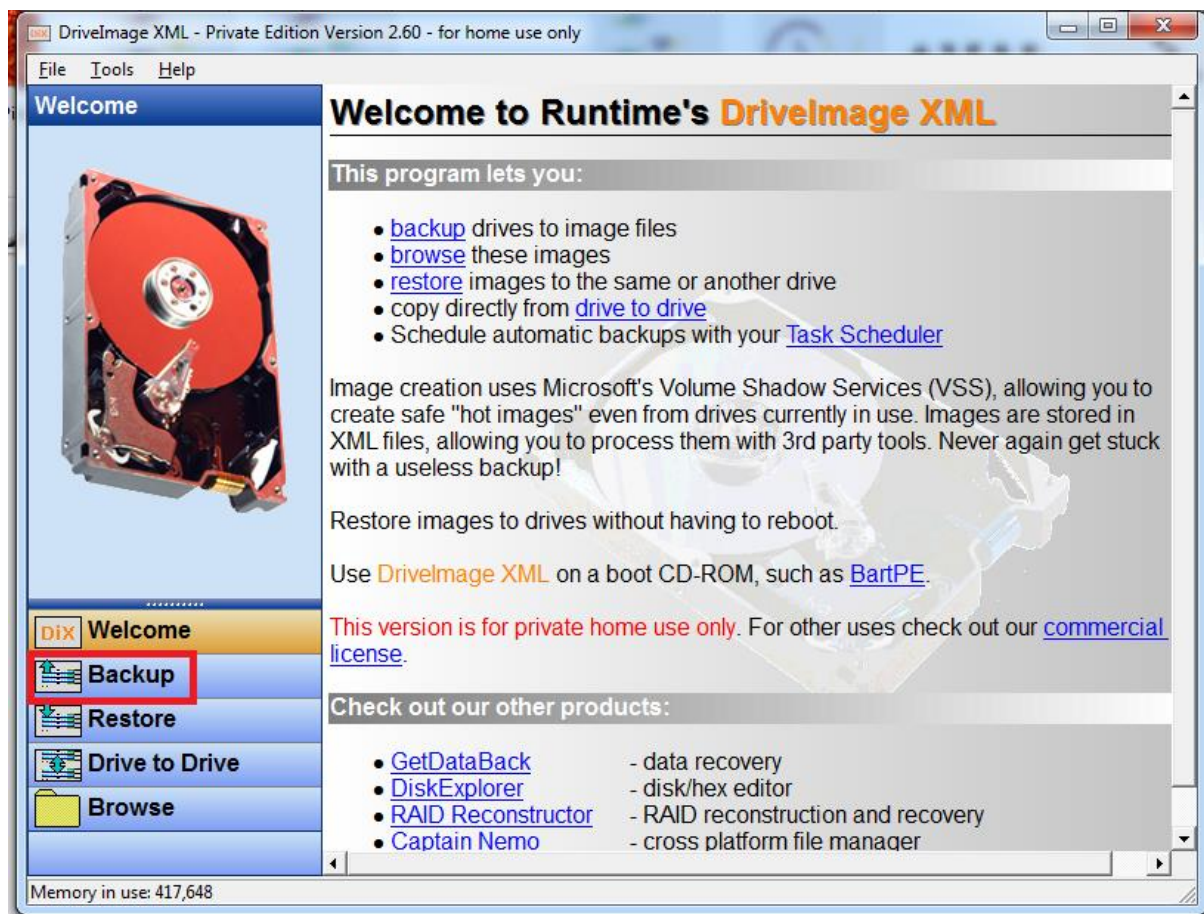 DriveImage XML - Private Edition Version 2.60 - for home use only
File Tools Help
Welcome
Welcome to Runtime's DriveImage XML
This program lets you:
• backup drives to image files
• browse these images
• restore images to the same or another drive
• copy directly from drive to drive
• Schedule automatic backups with your Task Scheduler
Image creation uses Microsoft's Volume Shadow Services (VSS), allowing you to
create safe "hot images" even from drives currently in use. Images are stored in
XML files, allowing you to process them with 3rd party tools. Never again get stuck
with a useless backup!
Restore images to drives without having to reboot.
Use DriveImage XML on a boot CD-ROM, such as BartPE.
This version is for private home use only. For other uses check out our commercial
license.
Check out our other products:
• GetDataBack - data recovery
• DiskExplorer - disk/hex editor
• RAID Reconstructor - RAID reconstruction and recovery
• Captain Nemo - cross platform file manager
DiX Welcome
Backup
Restore
Drive to Drive
Browse
Memory in use: 417,648